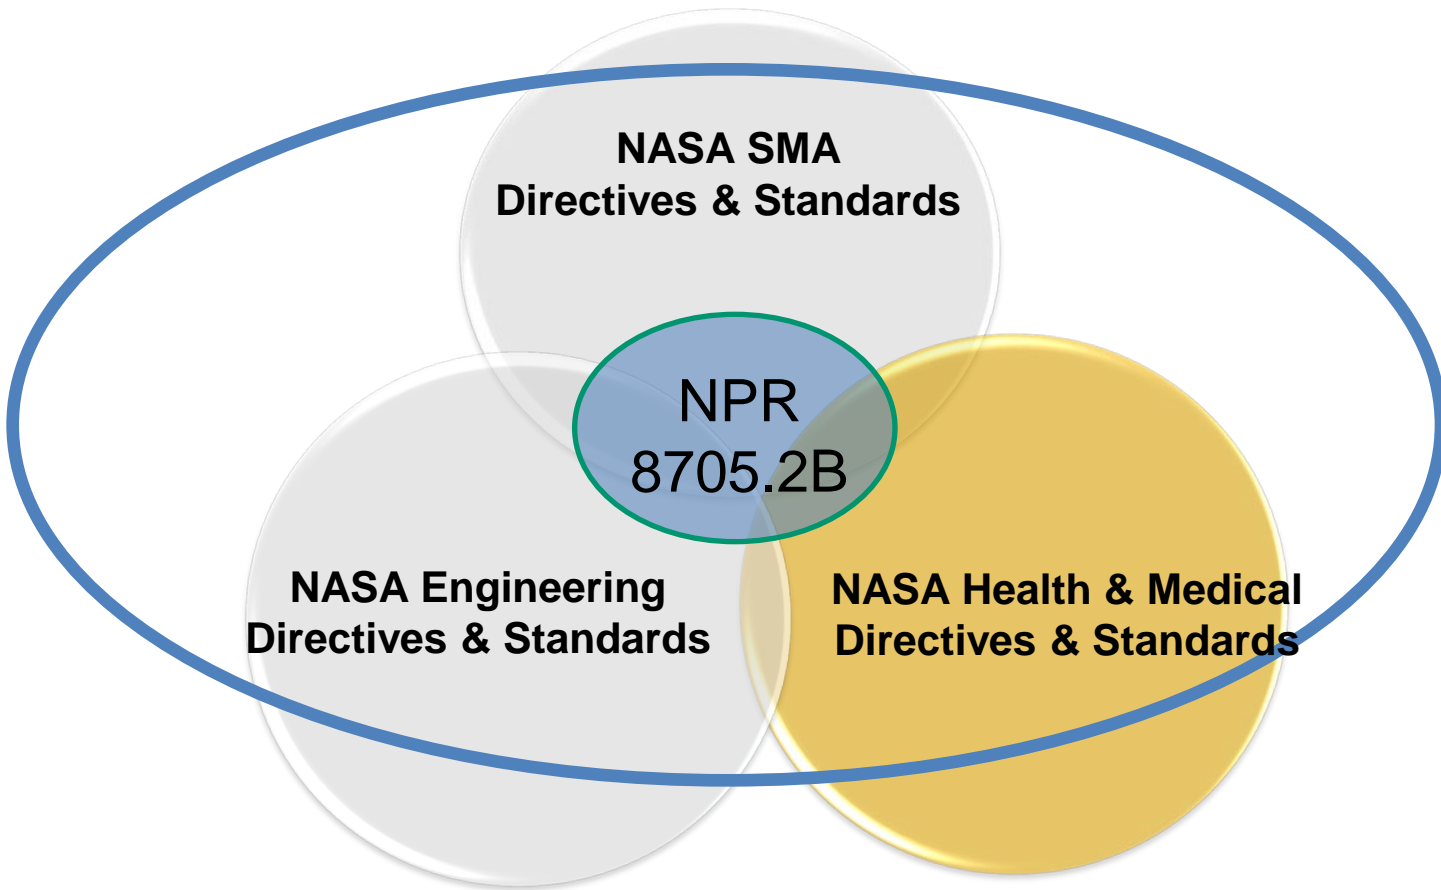 NASA SMA
Directives & Standards
NPR
8705.2B
NASA Engineering
Directives & Standards
NASA Health & Medical
Directives & Standards